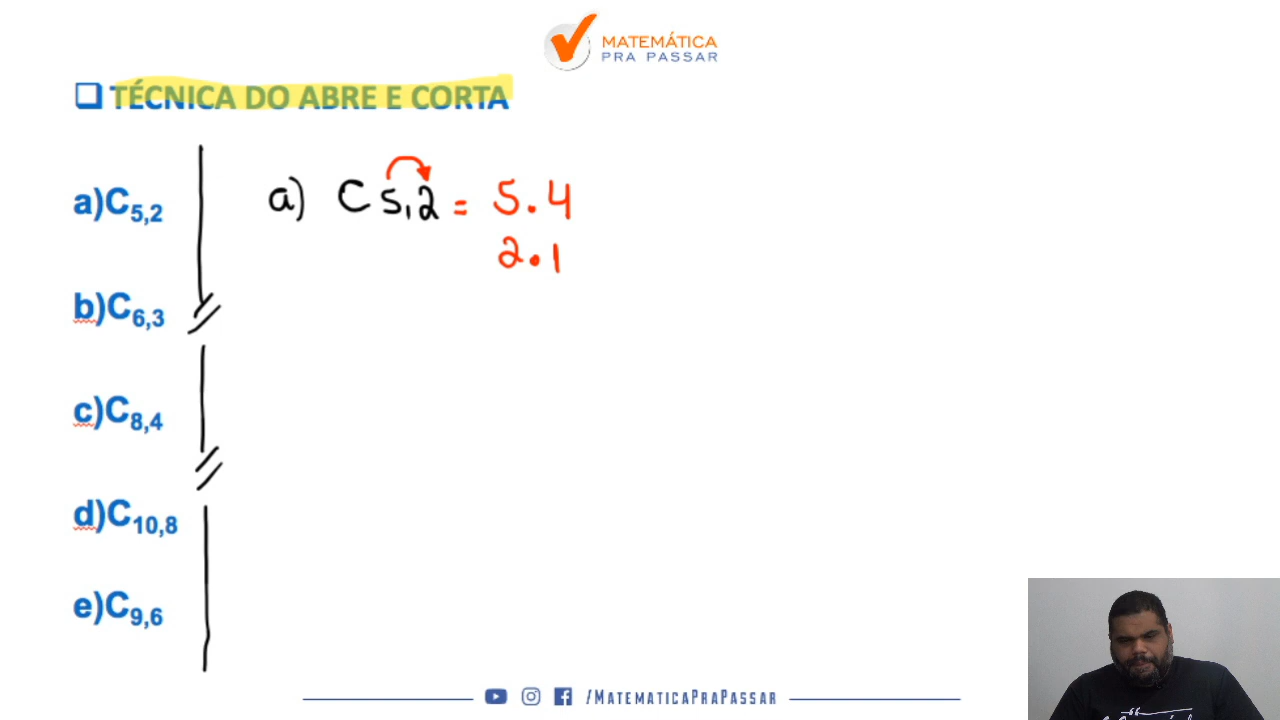 MATEMÁTICA
PRA PASSAR
TÉCNICA DO ABRE E CORTA
a)C5,2
a) C 5,2 = 5.4
2.1
b)C6,3
c)C8,4
d)C10,8
e)C9,6
/MATEMATICAPRAPASSAR